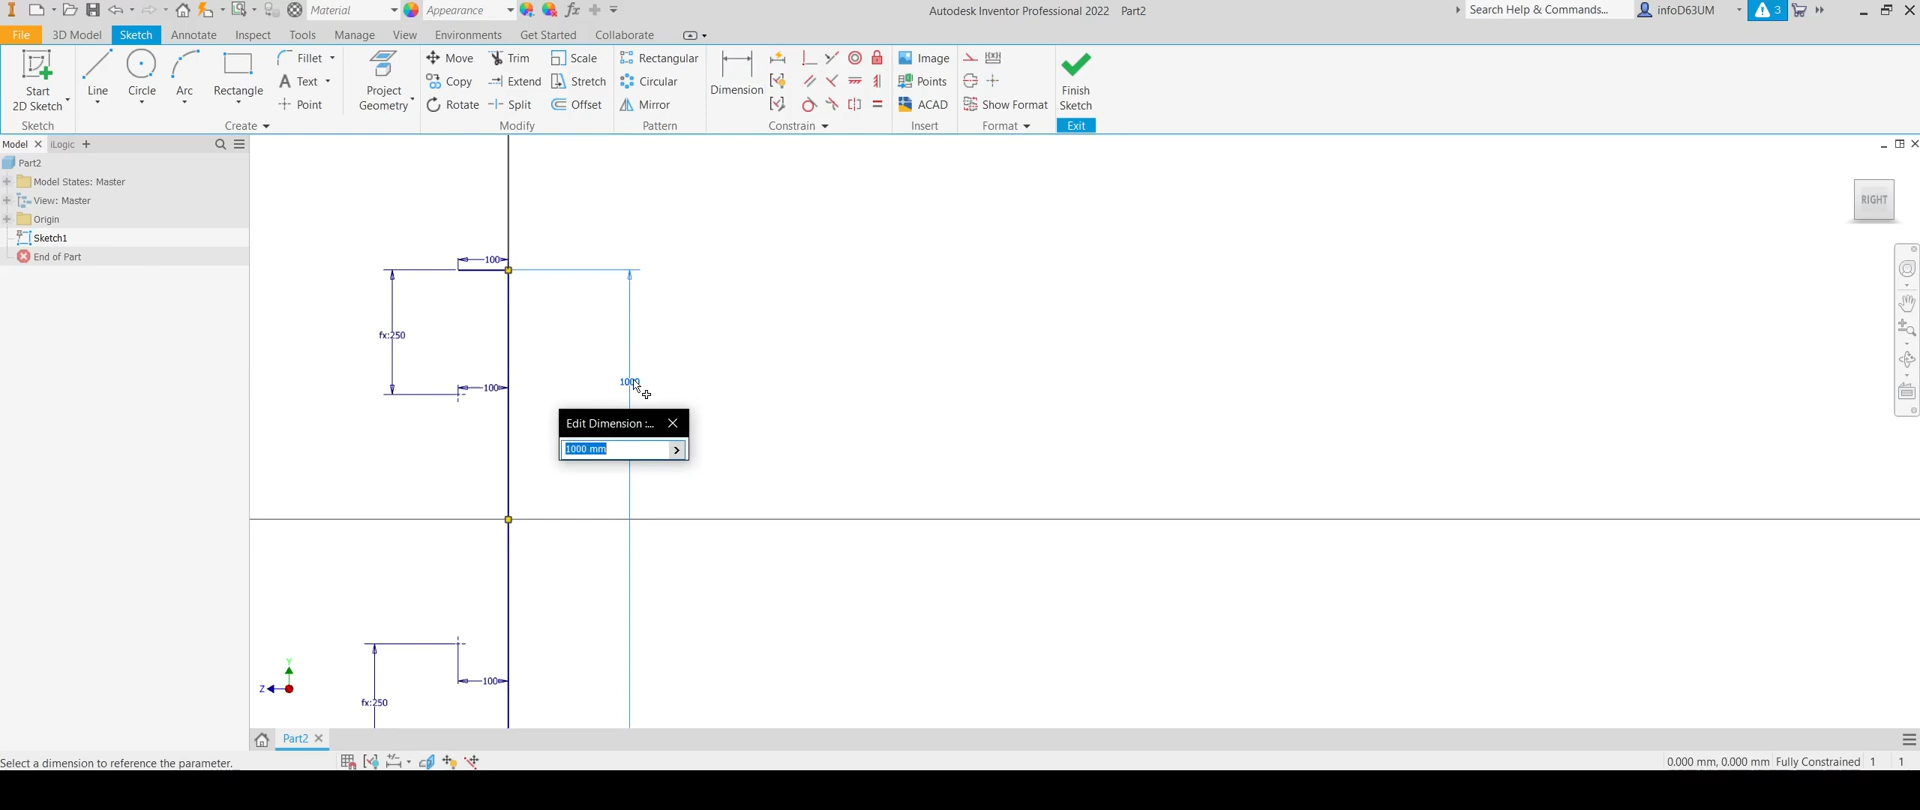 Material
Appearance
fx
Autodesk Inventor Professional 2022 Part2
Search Help & Commands...
infoD63UM
3
File 3D Model Sketch Annotate Inspect Tools Manage View Environments Get Started Collaborate
Start
2D Sketch
Line
Circle
Arc
Rectangle
Fillet
Text
Point
Project
Geometry
Move
Copy
Rotate
Trim
Extend
Split
Scale
Stretch
Offset
Rectangular
Circular
Mirror
Dimension
Image
Points
ACAD
Show Format
Finish
Sketch
Sketch
Create
Modify
Pattern
Constrain
Insert
Format
Exit
Model
iLogic
Part2
Model States: Master
View: Master
Origin
Sketch1
End of Part
RIGHT
100
fx:250
100
1000
Edit Dimension :...
1000 mm
100
fx:250
Y
Z
Part2
Select a dimension to reference the parameter.
0.000 mm, 0.000 mm Fully Constrained 1 1